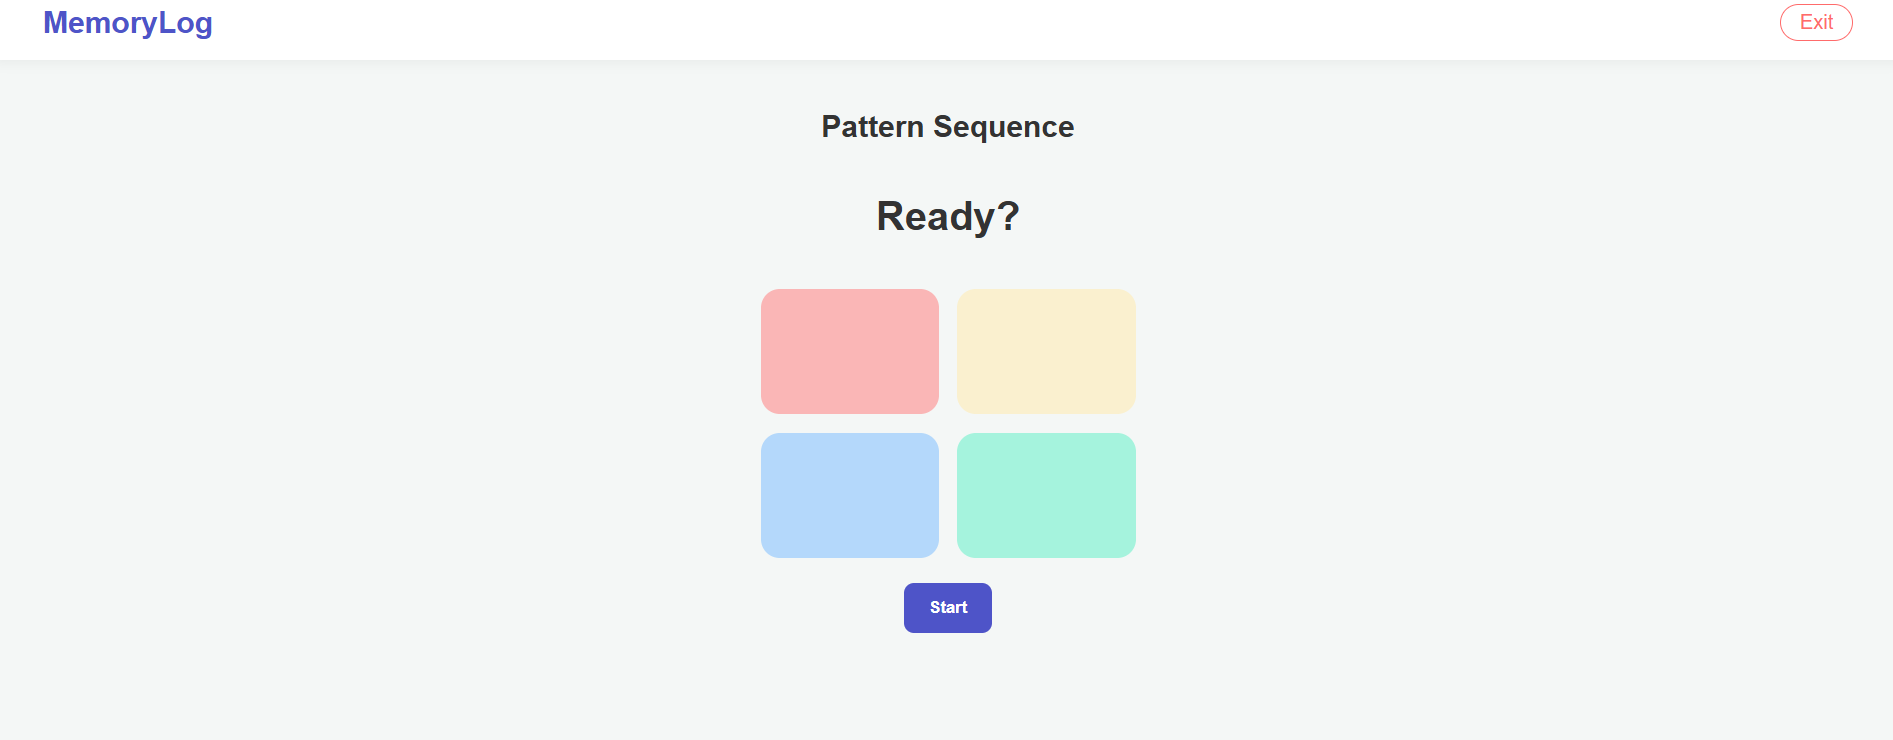 MemoryLog
Exit
Pattern Sequence
Ready?
Start